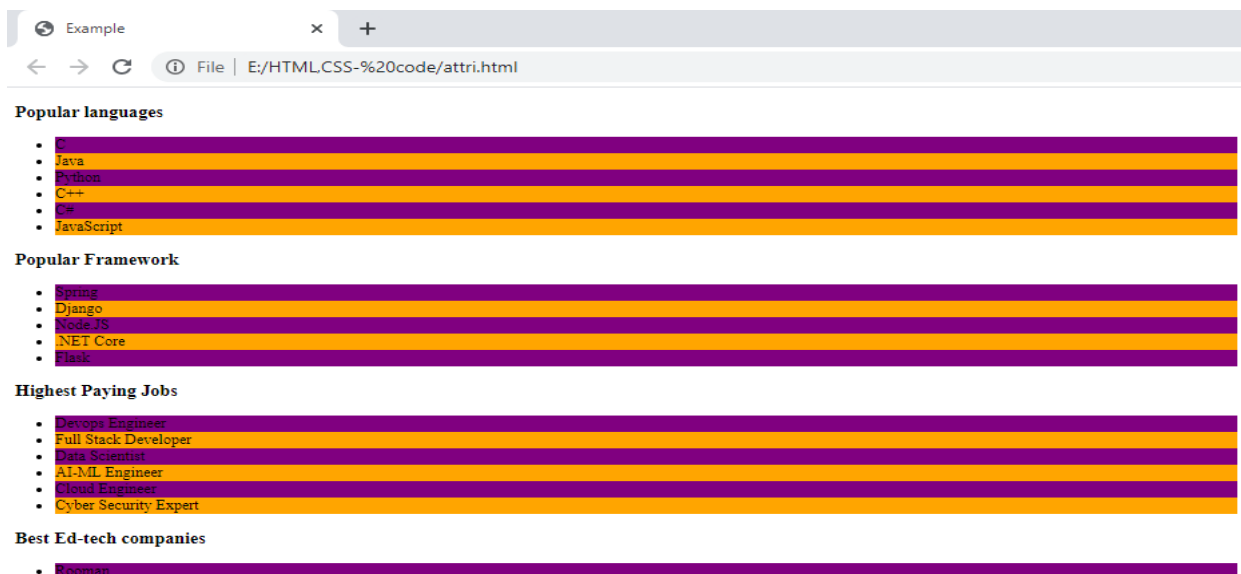 Example
File | E:/HTML,CSS-%20code/attri.html
Popular languages
C
Java
Python
C++
C#
JavaScript
Popular Framework
Spring
Django
Node.JS
.NET Core
Flask
Highest Paying Jobs
Devops Engineer
Full Stack Developer
Data Scientist
AI-ML Engineer
Cloud Engineer
Cyber Security Expert
Best Ed-tech companies
Rooman